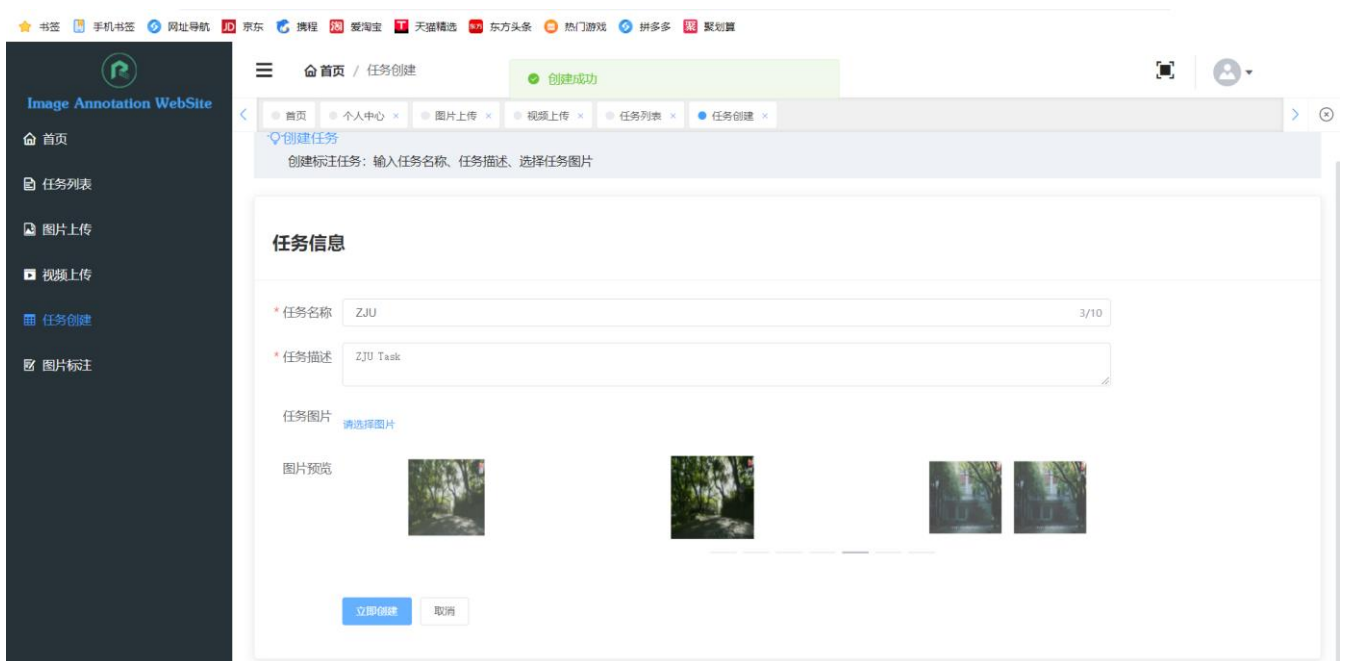 书签 手机书签 网址导航 JD 京东 携程 淘 爱淘宝 T 天猫精选 东方 东方头条 热门游戏 拼多多 聚 聚划算
R
Image Annotation WebSite
首页
任务列表
图片上传
视频上传
任务创建
图片标注
首页 / 任务创建
创建成功
首页 个人中心 × 图片上传 × 视频上传 × 任务列表 × 任务创建 ×
创建任务
创建标注任务：输入任务名称、任务描述、选择任务图片
任务信息
* 任务名称 ZJU 3/10
* 任务描述 ZJU Task
任务图片 请选择图片
图片预览
立即创建 取消